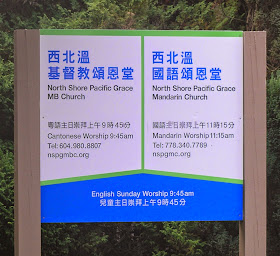 西北溫
基督教頌恩堂
North Shore Pacific Grace
MB Church
粵語主日崇拜上午9時45分
Cantonese Worship 9:45am
Tel: 604.980.8807
nspgmbc.org
西北溫
國語頌恩堂
North Shore Pacific Grace
Mandarin Church
國語主日崇拜上午11時15分
Mandarin Worship 11:15am
Tel: 778.340.7789
nspgmc.org
English Sunday Worship 9:45am
兒童主日崇拜上午9時45分